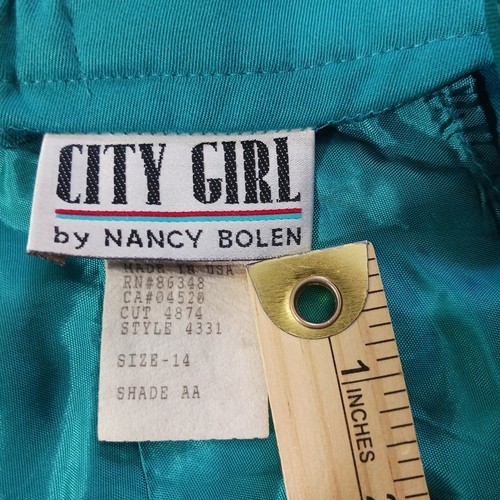 CITY GIRL
by NANCY BOLEN
MADE IN USA
RN#86348
CA#04520
CUT 4874
STYLE 4331
SIZE-14
SHADE AA
1
INCHES